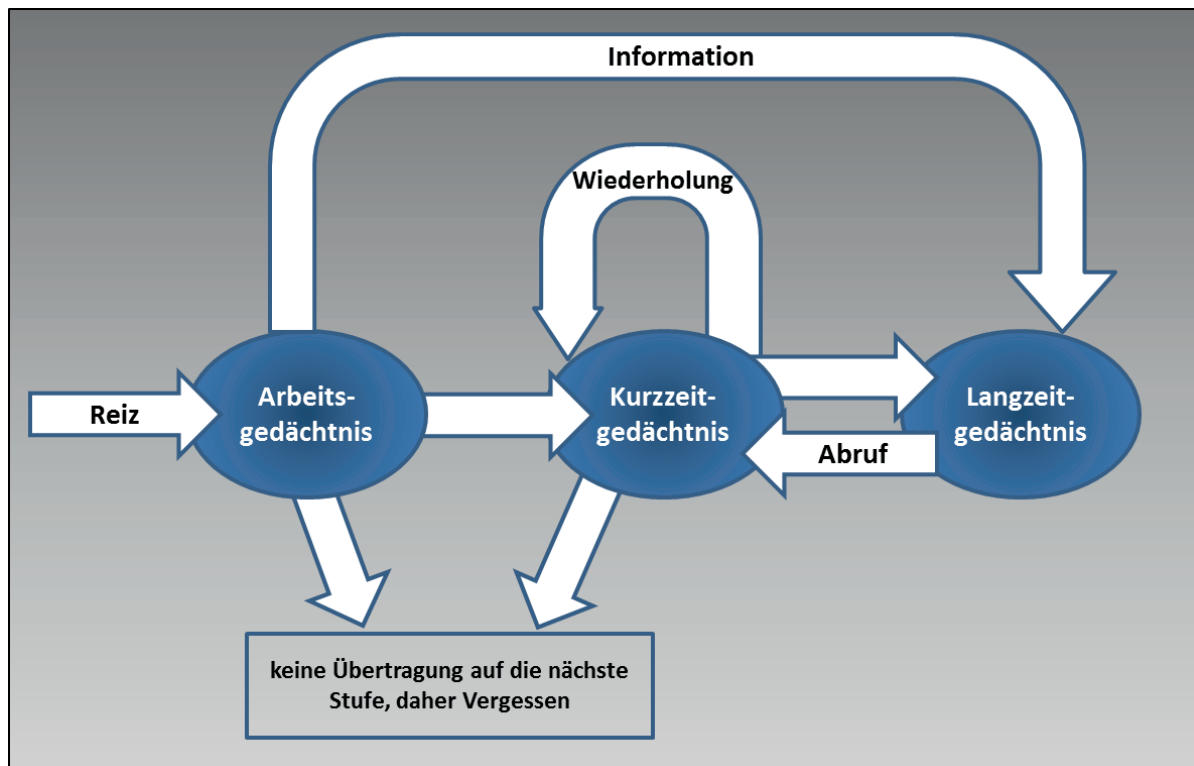 Information
Wiederholung
Reiz
Arbeits-
gedächtnis
Kurzzeit-
gedächtnis
Langzeit-
gedächtnis
Abruf
keine Übertragung auf die nächste
Stufe, daher Vergessen